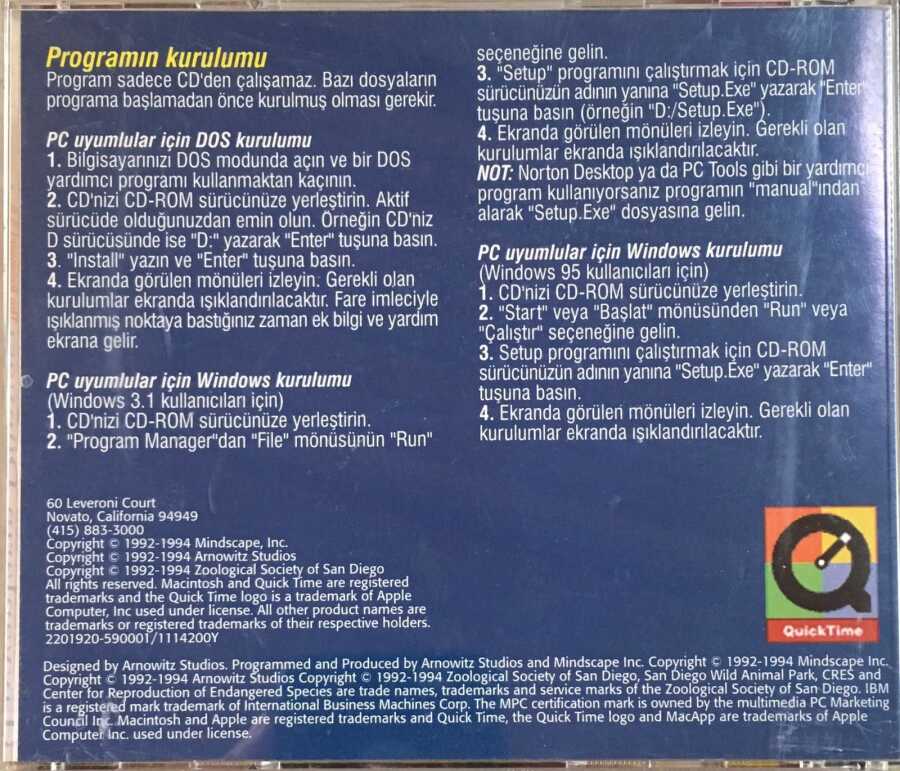 Programın kurulumu
Program sadece CD'den çalışamaz. Bazı dosyaların
programa başlamadan önce kurulmuş olması gerekir.
PC uyumlular için DOS kurulumu
1. Bilgisayarınızı DOS modunda açın ve bir DOS
yardımcı programı kullanmaktan kaçının.
2. CD'nizi CD-ROM sürücünüze yerleştirin. Aktif
sürücüde olduğunuzdan emin olun. Örneğin CD'niz
D sürücüsünde ise "D:" yazarak "Enter" tuşuna basın.
3. "Install" yazın ve "Enter" tuşuna basın.
4. Ekranda görülen mönüleri izleyin. Gerekli olan
kurulumlar ekranda ışıklandırılacaktır. Fare imleciyle
ışıklanmış noktaya bastığınız zaman ek bilgi ve yardım
ekrana gelir.
PC uyumlular için Windows kurulumu
(Windows 3.1 kullanıcıları için)
1. CD'nizi CD-ROM sürücünüze yerleştirin.
2. "Program Manager"dan "File" mönüsünün "Run"
seçeneğine gelin.
3. "Setup" programını çalıştırmak için CD-ROM
sürücünüzün adının yanına "Setup.Exe" yazarak "Enter"
tuşuna basın (örneğin "D:/Setup.Exe").
4. Ekranda görülen mönüleri izleyin. Gerekli olan
kurulumlar ekranda ışıklandırılacaktır.
NOT: Norton Desktop ya da PC Tools gibi bir yardımcı
program kullanıyorsanız programın "manual"ından
alarak "Setup.Exe" dosyasına gelin.
PC uyumlular için Windows kurulumu
(Windows 95 kullanıcıları için)
1. CD'nizi CD-ROM sürücünüze yerleştirin.
2. "Start" veya "Başlat" mönüsünden "Run" veya
"Çalıştır" seçeneğine gelin.
3. Setup programını çalıştırmak için CD-ROM
sürücünüzün adının yanına "Setup.Exe" yazarak "Enter"
tuşuna basın.
4. Ekranda görülen mönüleri izleyin. Gerekli olan
kurulumlar ekranda ışıklandırılacaktır.
60 Leveroni Court
Novato, California 94949
(415) 883-3000
Copyright © 1992-1994 Mindscape, Inc.
Copyright © 1992-1994 Arnowitz Studios
Copyright © 1992-1994 Zoological Society of San Diego
All rights reserved. Macintosh and Quick Time are registered
trademarks and the Quick Time logo is a trademark of Apple
Computer, Inc used under license. All other product names are
trademarks or registered trademarks of their respective holders.
2201920-590001/1114200Y
QuickTime
Designed by Arnowitz Studios. Programmed and Produced by Arnowitz Studios and Mindscape Inc. Copyright © 1992-1994 Mindscape Inc.
Copyright © 1992-1994 Arnowitz Studios Copyright © 1992-1994 Zoological Society of San Diego, San Diego Wild Animal Park, CRES and
Center for Reproduction of Endangered Species are trade names, trademarks and service marks of the Zoological Society of San Diego. IBM
is a registered mark trademark of International Business Machines Corp. The MPC certification mark is owned by the multimedia PC Marketing
Council Inc. Macintosh and Apple are registered trademarks and Quick Time, the Quick Time logo and MacApp are trademarks of Apple
Computer Inc. used under license.